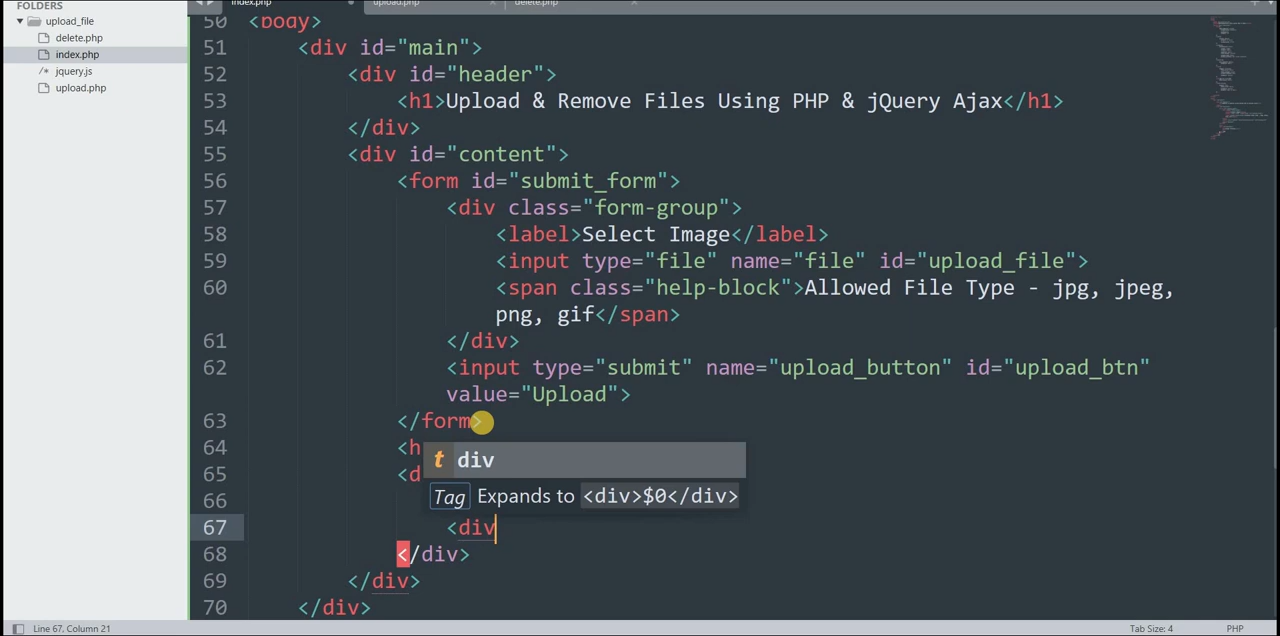 FOLDERS
upload_file
delete.php
index.php
/* jquery.js
upload.php
index.php
upload.php
delete.php
50 <body>
51 <div id="main">
52 <div id="header">
53 <h1>Upload & Remove Files Using PHP & jQuery Ajax</h1>
54 </div>
55 <div id="content">
56 <form id="submit_form">
57 <div class="form-group">
58 <label>Select Image</label>
59 <input type="file" name="file" id="upload_file">
60 <span class="help-block">Allowed File Type - jpg, jpeg,
png, gif</span>
61 </div>
62 <input type="submit" name="upload_button" id="upload_btn"
value="Upload">
63 </form>
64 <h
65 <d
t div
Tag Expands to <div>$0</div>
66
67 <div
68 </div>
69 </div>
70 </div>
Line 67, Column 21
Tab Size: 4
PHP